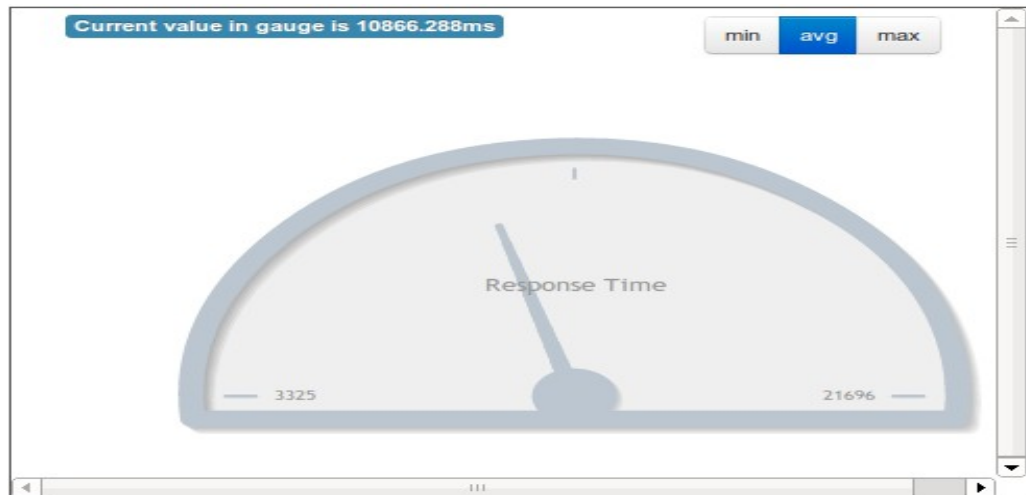 Current value in gauge is 10866.288ms
min avg max
Response Time
3325 21696